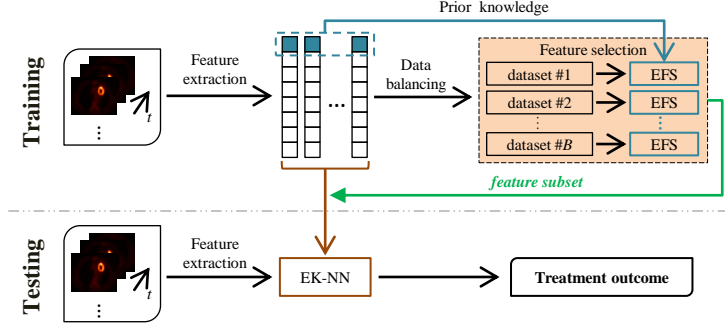 Training
t
Feature
extraction
...
Prior knowledge
Data
balancing
Feature selection
dataset #1
EFS
dataset #2
EFS
dataset #B
EFS
feature subset
Testing
t
Feature
extraction
EK-NN
Treatment outcome